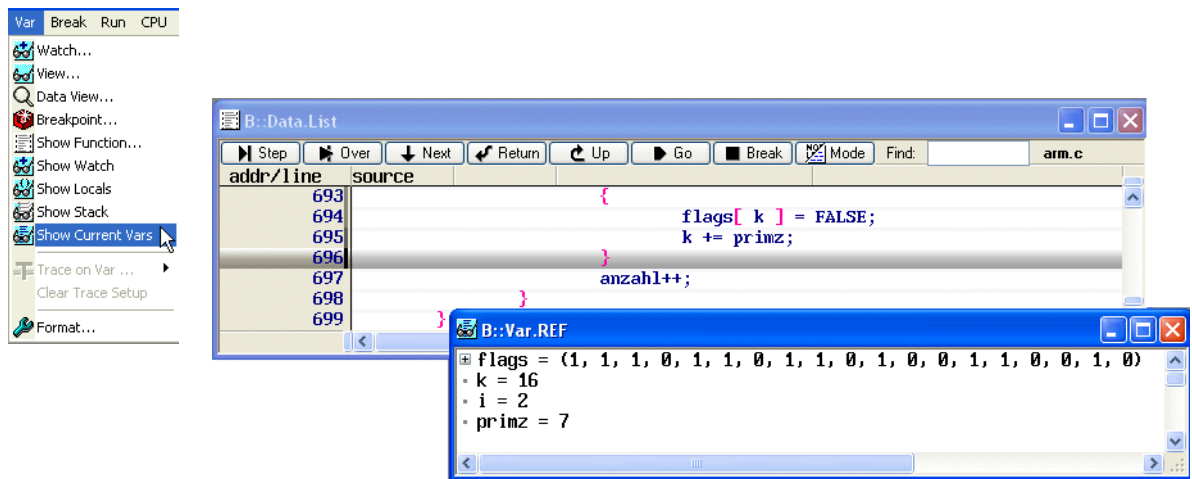 Var Break Run CPU
Watch...
View...
Data View...
Breakpoint...
Show Function...
Show Watch
Show Locals
Show Stack
Show Current Vars
Trace on Var ...
Clear Trace Setup
Format...
B::Data.List
Step Over Next Return Up Go Break Mode Find: arm.c
addr/line source
693 {
694 flags[ k ] = FALSE;
695 k += primz;
696 }
697 anzahl++;
698 }
699 }
B::Var.REF
flags = (1, 1, 1, 0, 1, 1, 0, 1, 1, 0, 1, 0, 0, 1, 1, 0, 0, 1, 0)
k = 16
i = 2
primz = 7